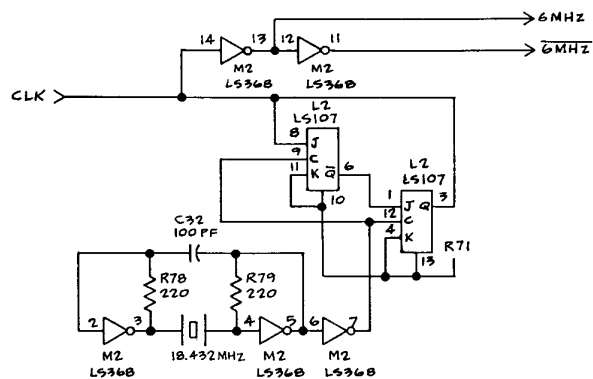 6MHZ
14
13
12
11
6MHZ
M2
LS368
M2
LS368
CLK
L2
LS107
8
J
9
C
11
K
Q
6
10
L2
LS107
1
J
Q
3
12
C
4
K
13
R71
C32
100PF
R78
220
R79
220
2
3
4
5
6
7
M2
LS368
18.432MHZ
M2
LS368
M2
LS368